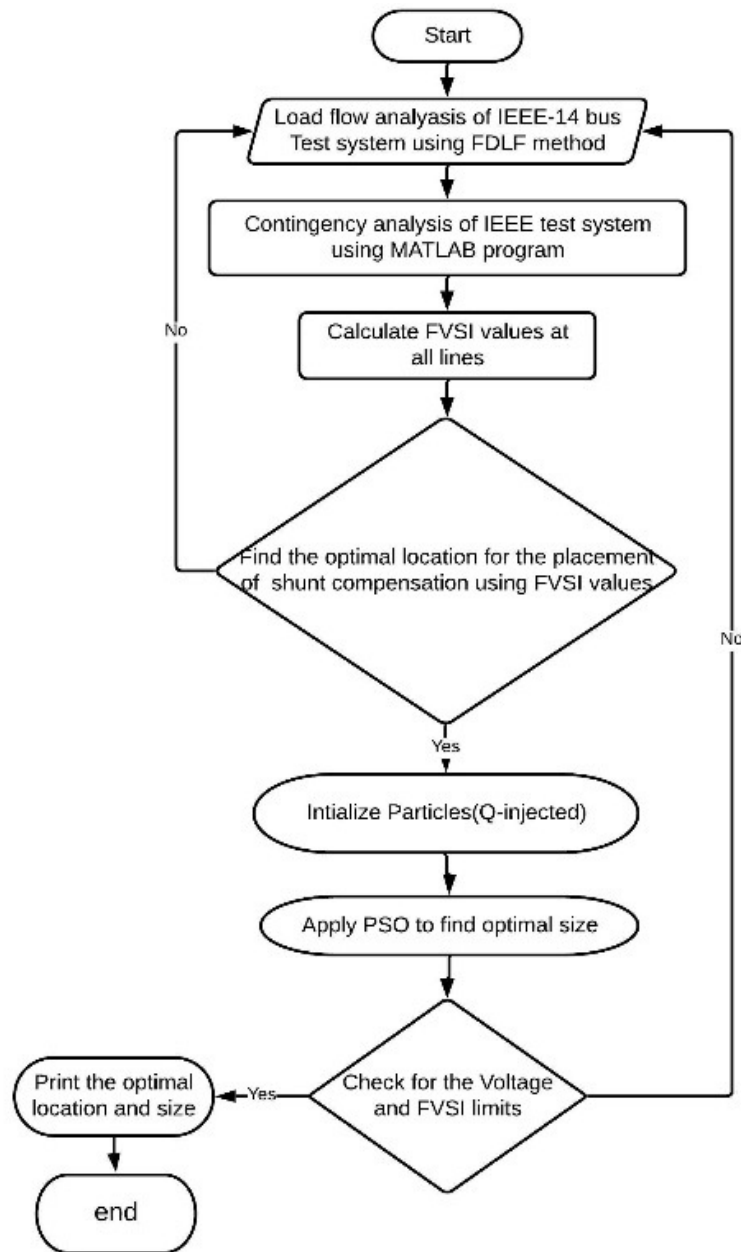 Start
Load flow analyasis of IEEE-14 bus
Test system using FDLF method
Contingency analysis of IEEE test system
using MATLAB program
No
Calculate FVSI values at
all lines
Find the optimal location for the placement
of shunt compensation using FVSI values
No
Yes
Intialize Particles(Q-injected)
Apply PSO to find optimal size
Check for the Voltage
and FVSI limits
Yes
Print the optimal
location and size
end